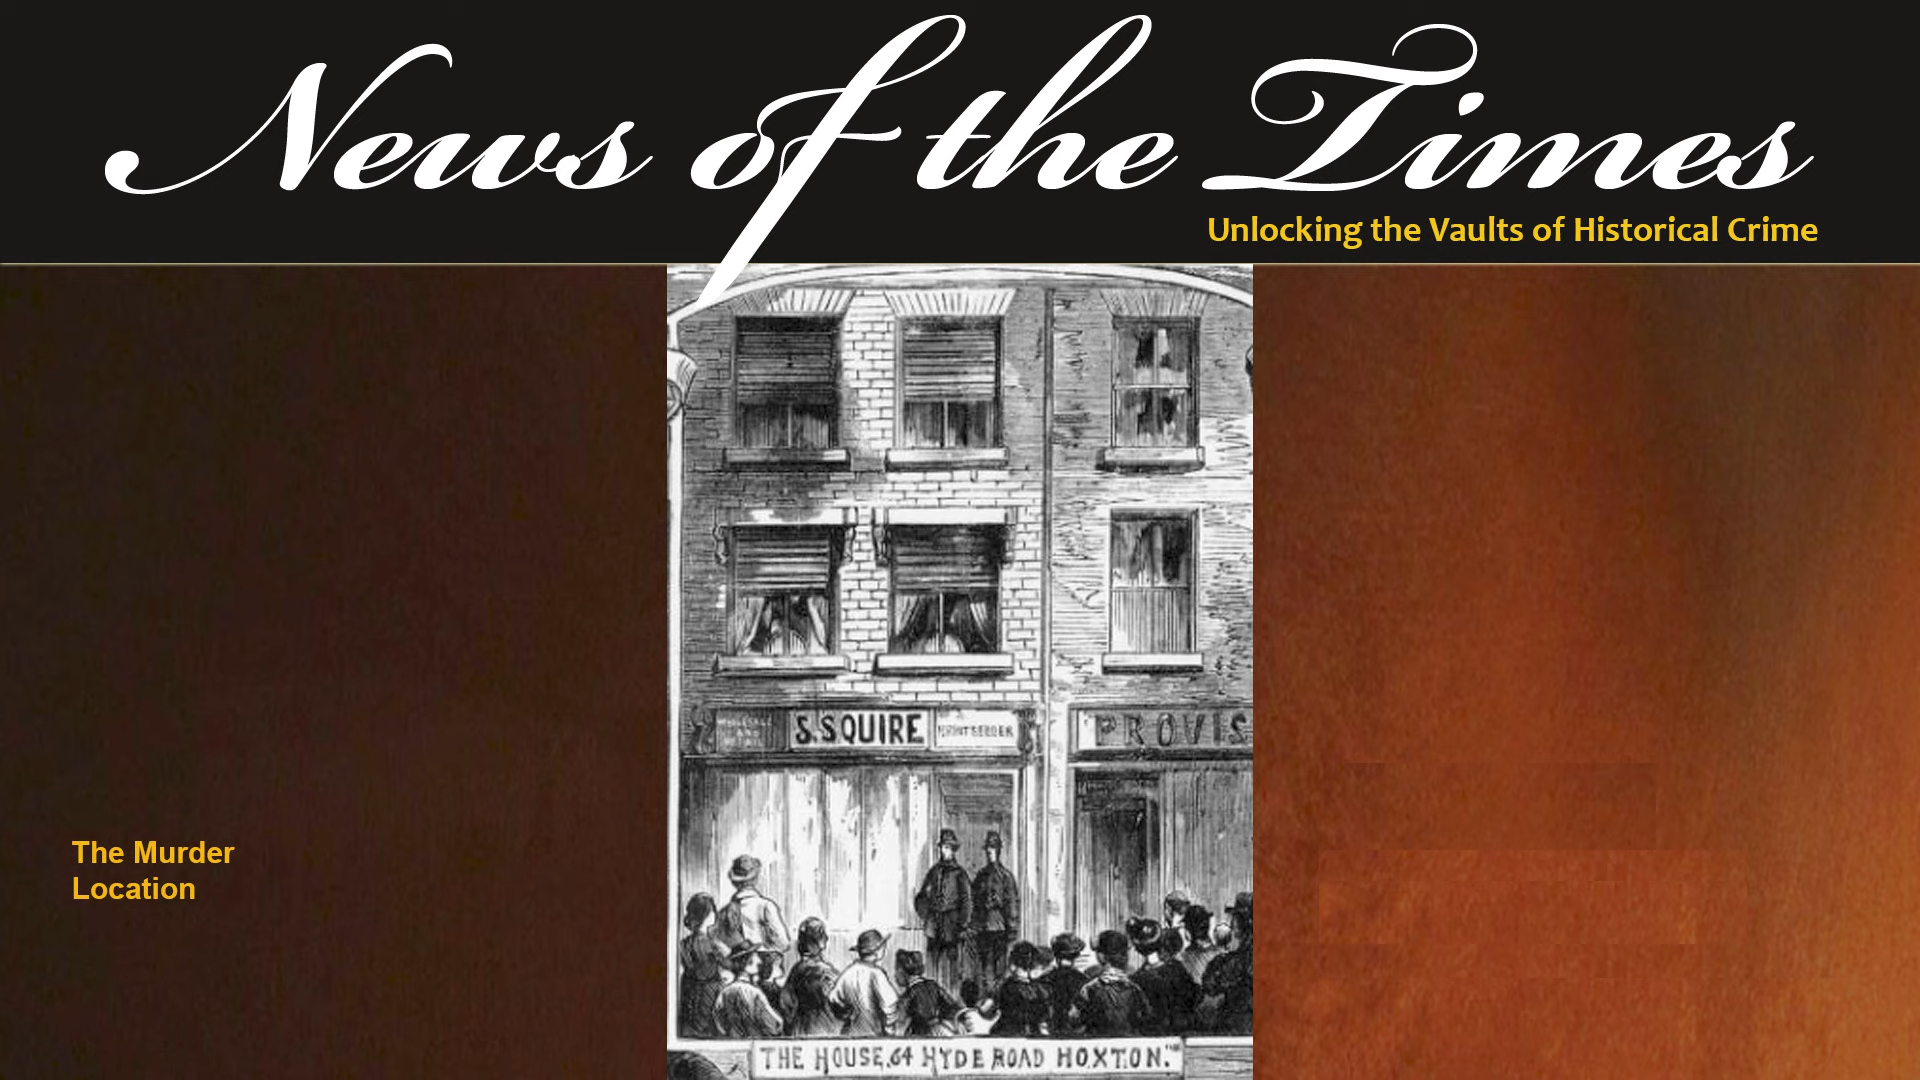 News of the Times
Unlocking the Vaults of Historical Crime
S. SQUIRE
PROVIS
The Murder
Location
THE HOUSE, 64 HYDE ROAD HOXTON."